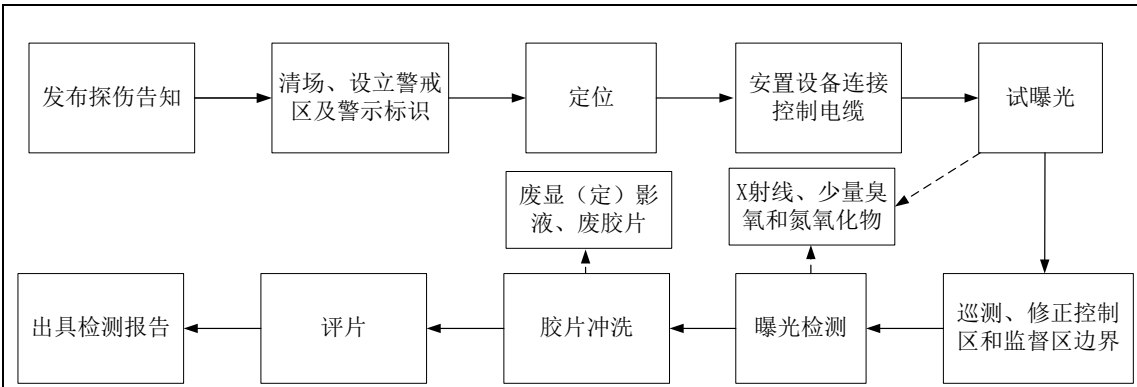 发布探伤告知
清场、设立警戒
区及警示标识
定位
安置设备连接
控制电缆
试曝光
废显（定）影
液、废胶片
X射线、少量臭
氧和氮氧化物
出具检测报告
评片
胶片冲洗
曝光检测
巡测、修正控制
区和监督区边界